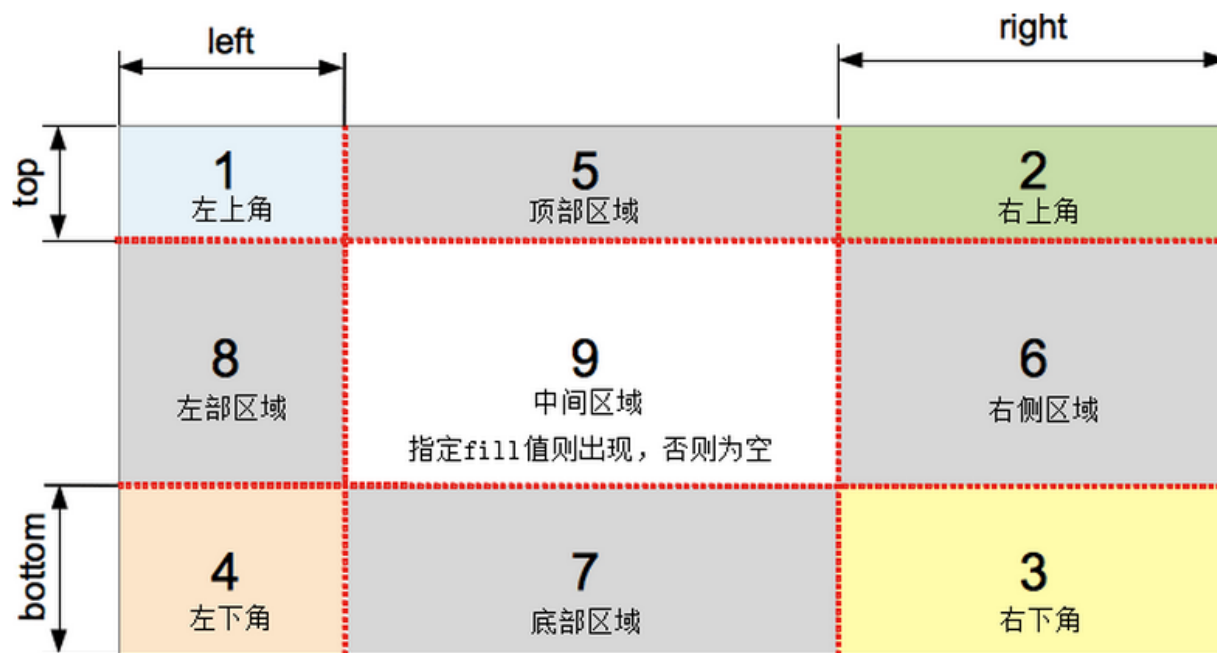 left
right
top
1
左上角
5
顶部区域
2
右上角
8
左部区域
9
中间区域
指定fill值则出现，否则为空
6
右侧区域
bottom
4
左下角
7
底部区域
3
右下角